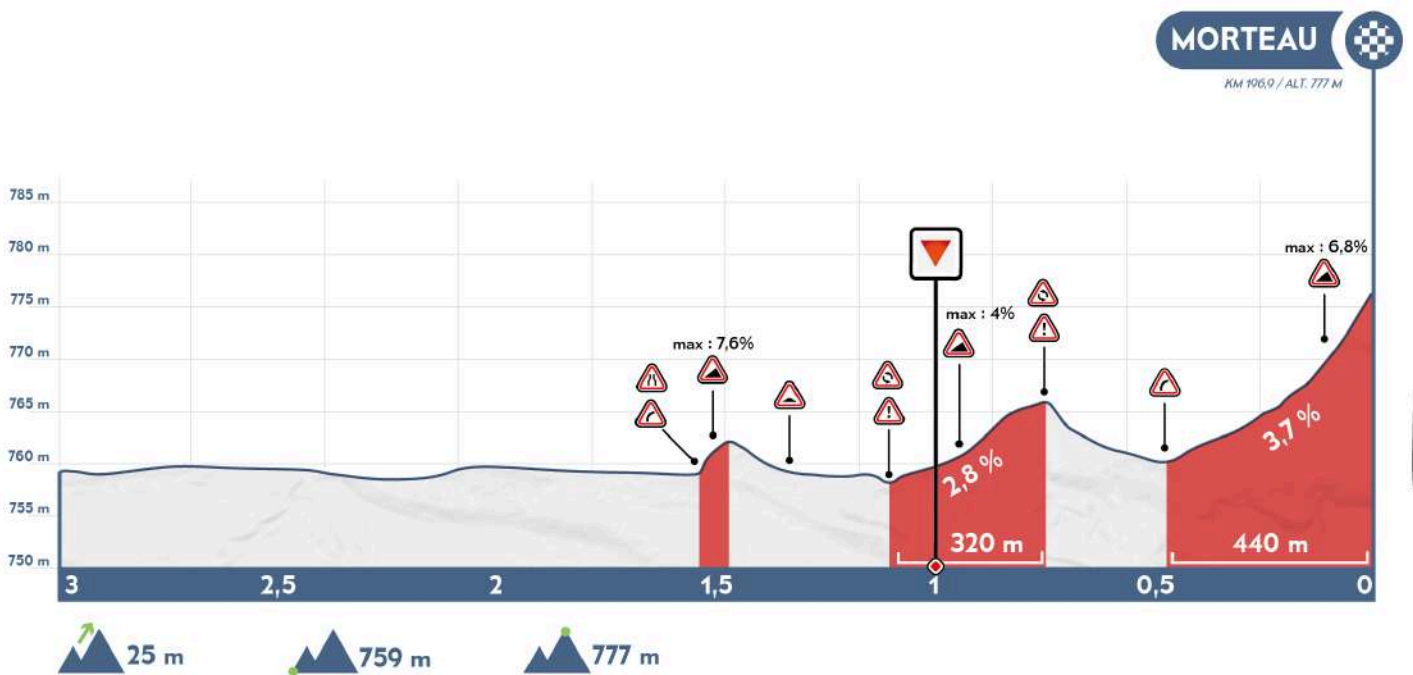 MORTEAU
KM 196.9 / ALT. 777 M
785 m
780 m
775 m
770 m
765 m
760 m
755 m
750 m
max : 7,6%
max : 4%
max : 6,8%
!
!
2,8 %
3,7 %
320 m
440 m
3
2,5
2
1,5
1
0,5
0
25 m
759 m
777 m